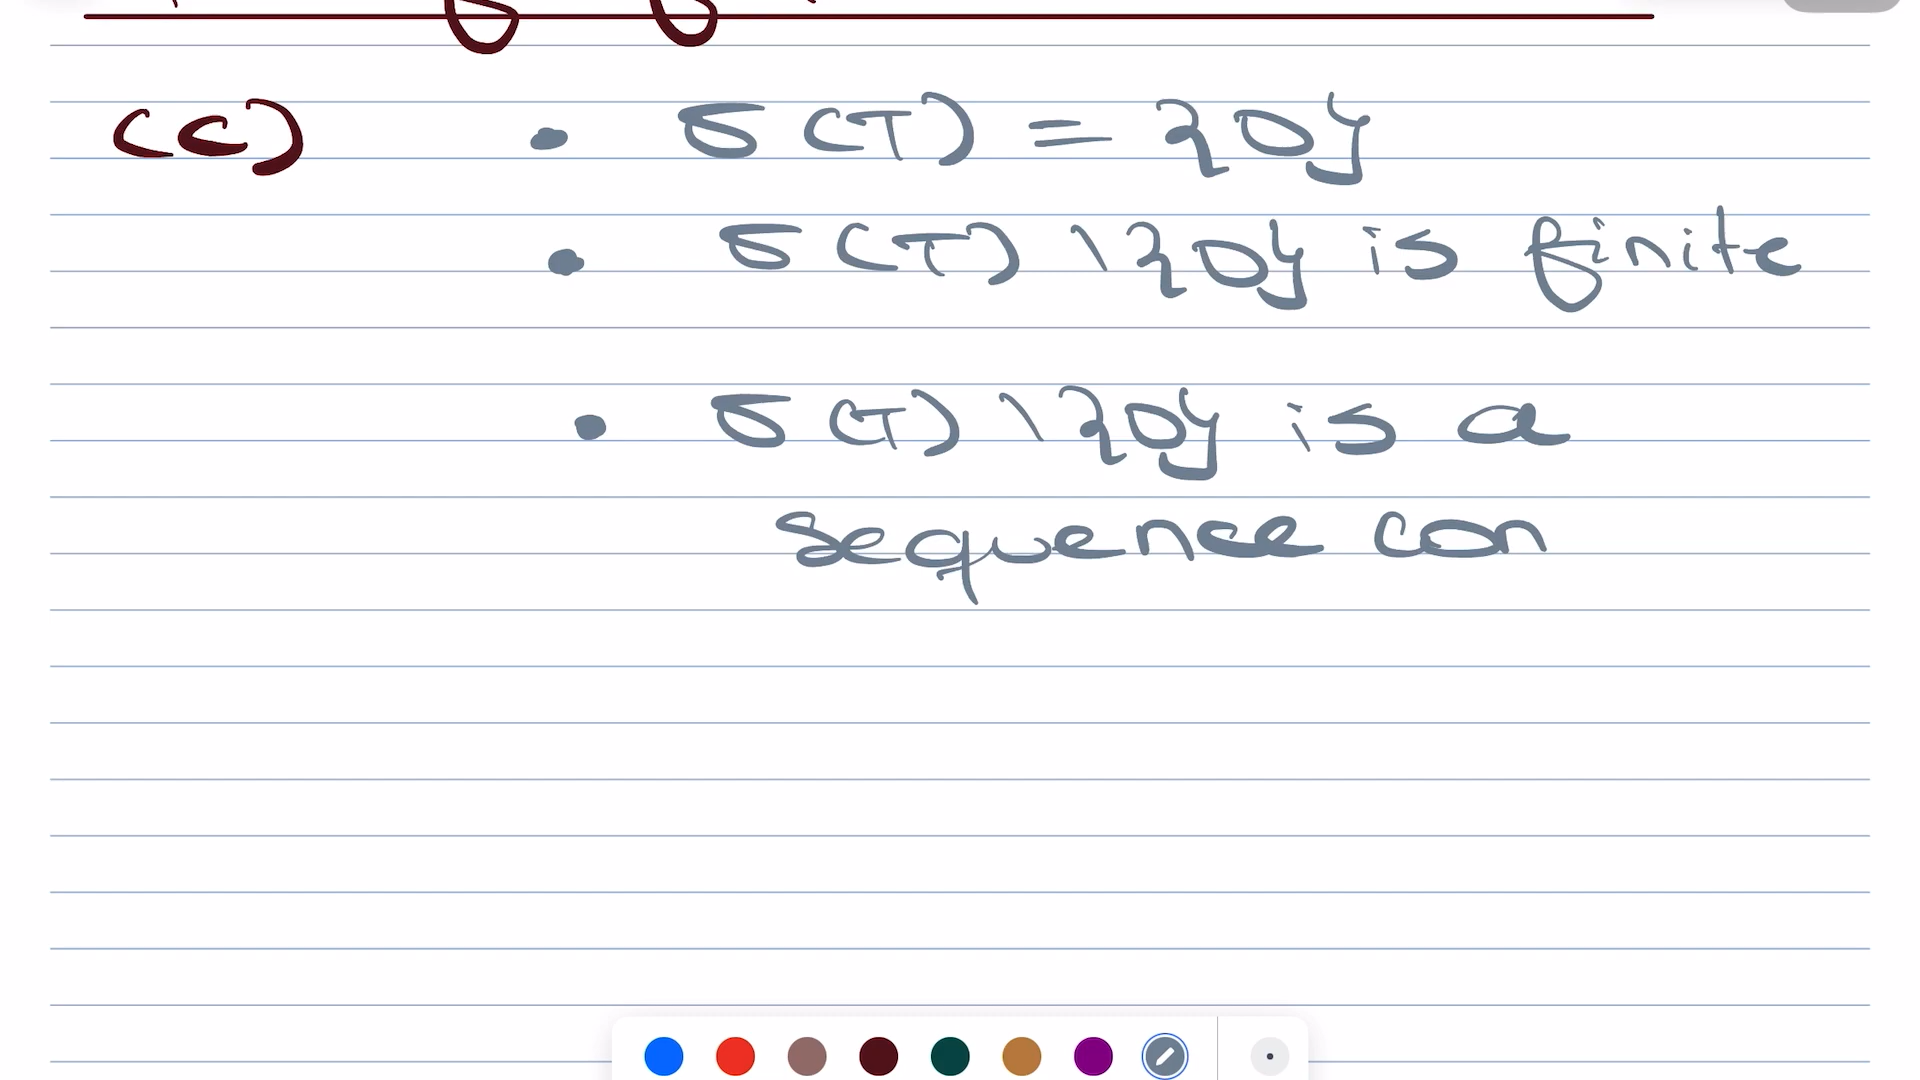 (c) • σ(T) = {0}
• σ(T) \ {0} is finite
• σ(T) \ {0} is a
sequence con